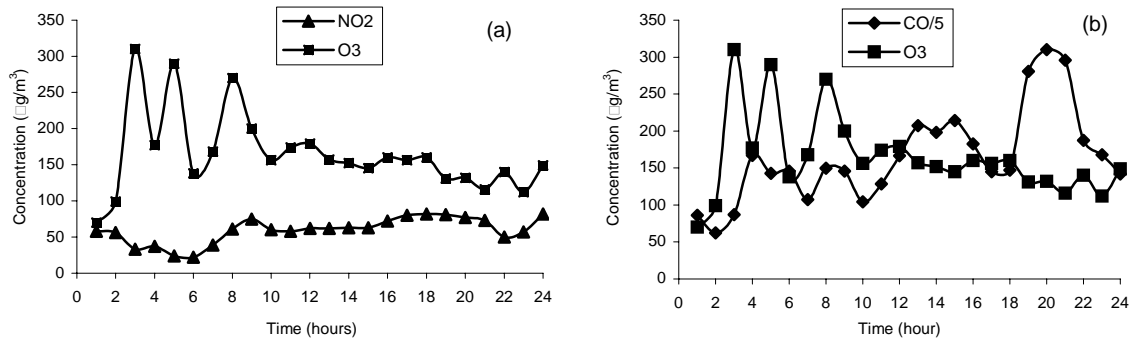 350
300
250
200
150
100
50
0
Concentration (□g/m³)
NO2
O3
(a)
0 2 4 6 8 10 12 14 16 18 20 22 24
Time (hours)
350
300
250
200
150
100
50
0
Concentration (□g/m³)
CO/5
O3
(b)
0 2 4 6 8 10 12 14 16 18 20 22 24
Time (hour)